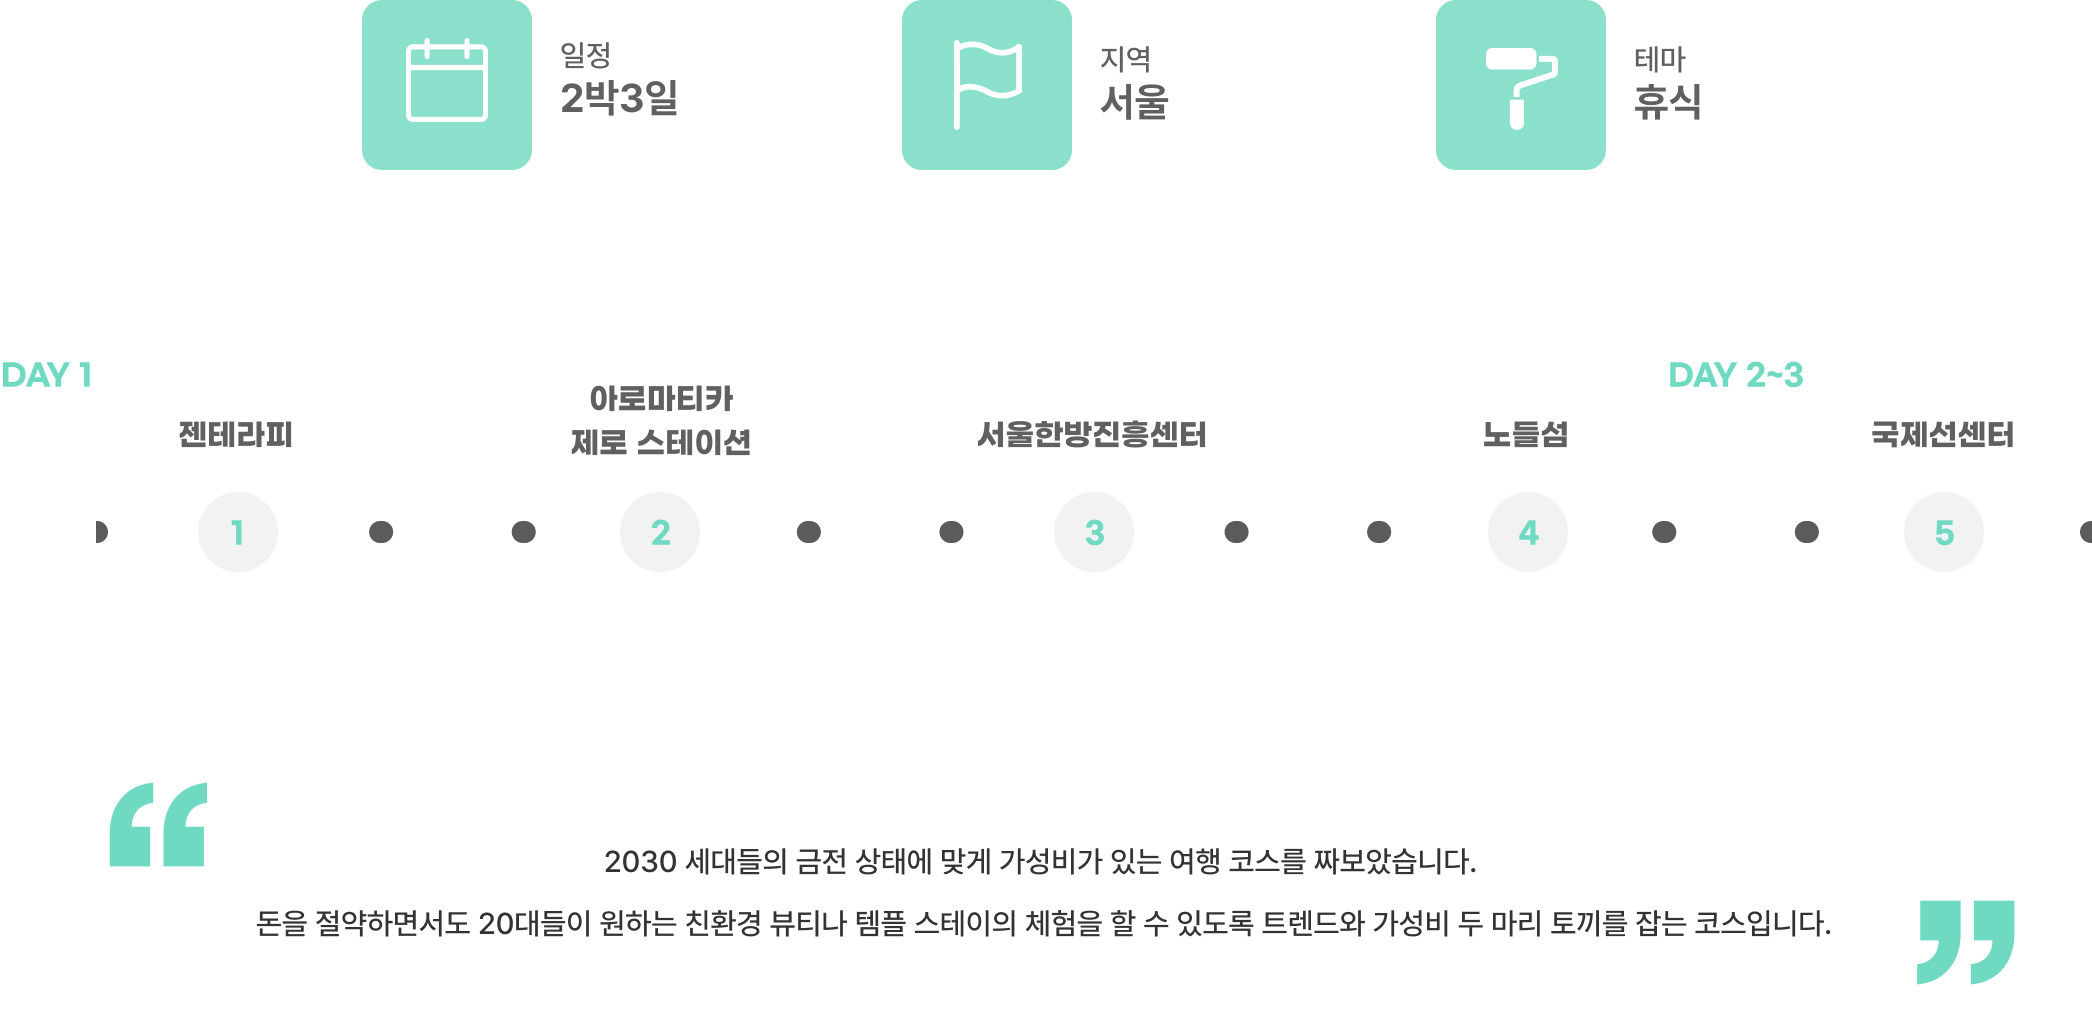 일정
2박3일
지역
서울
테마
휴식
DAY 1
젠테라피
아로마티카
제로 스테이션
서울한방진흥센터
노들섬
DAY 2~3
국제선센터
1
2
3
4
5
“
2030 세대들의 금전 상태에 맞게 가성비가 있는 여행 코스를 짜보았습니다.
돈을 절약하면서도 20대들이 원하는 친환경 뷰티나 템플 스테이의 체험을 할 수 있도록 트렌드와 가성비 두 마리 토끼를 잡는 코스입니다.
”